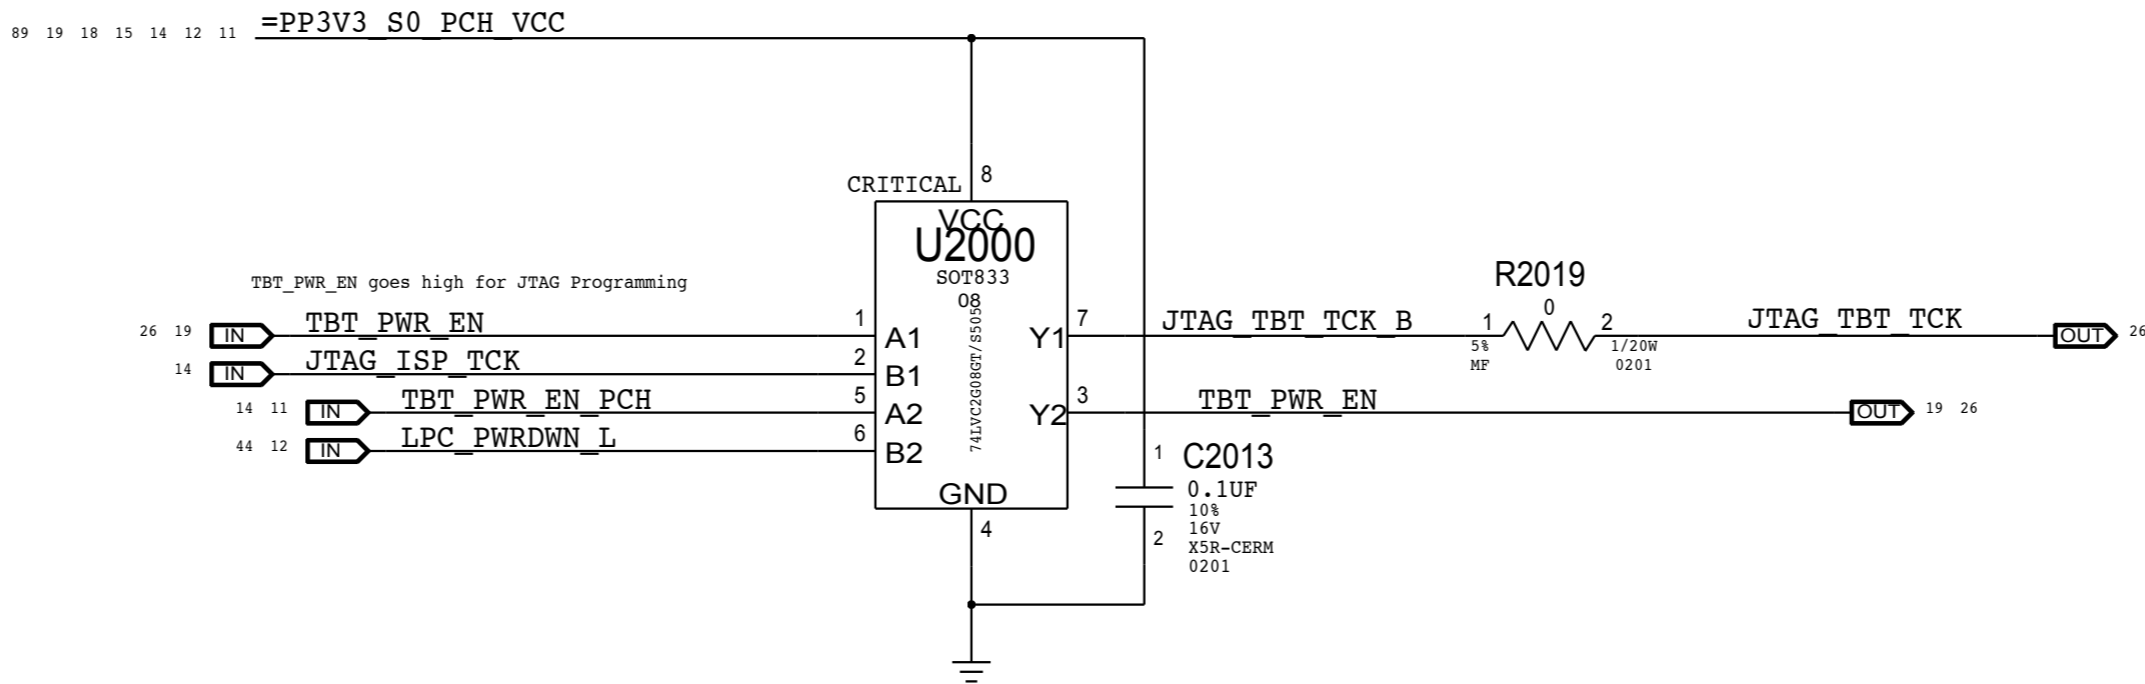 89 19 18 15 14 12 11 =PP3V3_S0_PCH_VCC
8
CRITICAL
VCC
U2000
SOT833
08
74LVC2G08GT/S505
TBT_PWR_EN goes high for JTAG Programming
26 19 IN TBT_PWR_EN 1 A1
14 IN JTAG_ISP_TCK 2 B1
14 11 IN TBT_PWR_EN_PCH 5 A2
44 12 IN LPC_PWRDWN_L 6 B2
Y1 7 JTAG_TBT_TCK_B
R2019
0
1 2
5% 1/20W
MF 0201
JTAG_TBT_TCK OUT 26
Y2 3 TBT_PWR_EN OUT 19 26
GND
4
1 C2013
0.1UF
10%
16V
2 X5R-CERM
0201